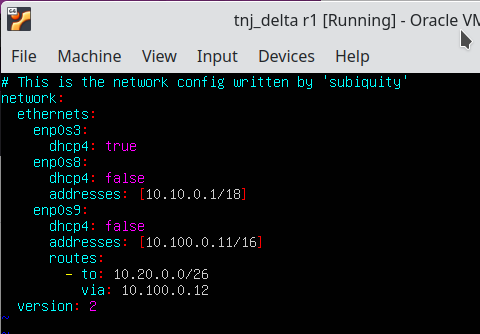 tnj_delta r1 [Running] - Oracle VM
File Machine View Input Devices Help
# This is the network config written by 'subiquity'
network:
  ethernets:
    enp0s3:
      dhcp4: true
    enp0s8:
      dhcp4: false
      addresses: [10.10.0.1/18]
    enp0s9:
      dhcp4: false
      addresses: [10.100.0.11/16]
      routes:
        - to: 10.20.0.0/26
          via: 10.100.0.12
  version: 2
~
~